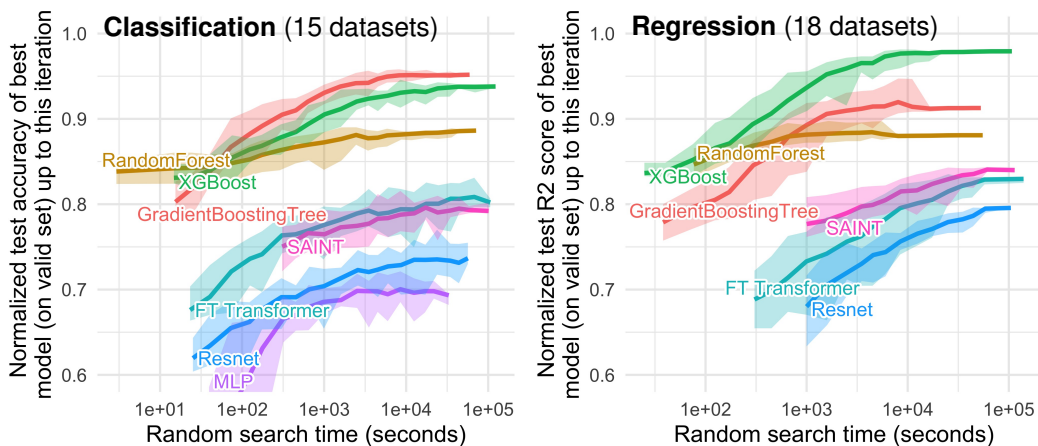 Classification (15 datasets)
Normalized test accuracy of best
model (on valid set) up to this iteration
1.0
0.9
0.8
0.7
0.6
RandomForest
XGBoost
GradientBoostingTree
SAINT
FT Transformer
Resnet
MLP
1e+01 1e+02 1e+03 1e+04 1e+05
Random search time (seconds)
Regression (18 datasets)
Normalized test R2 score of best
model (on valid set) up to this iteration
1.0
0.9
0.8
0.7
0.6
RandomForest
XGBoost
GradientBoostingTree
SAINT
FT Transformer
Resnet
1e+02 1e+03 1e+04 1e+05
Random search time (seconds)